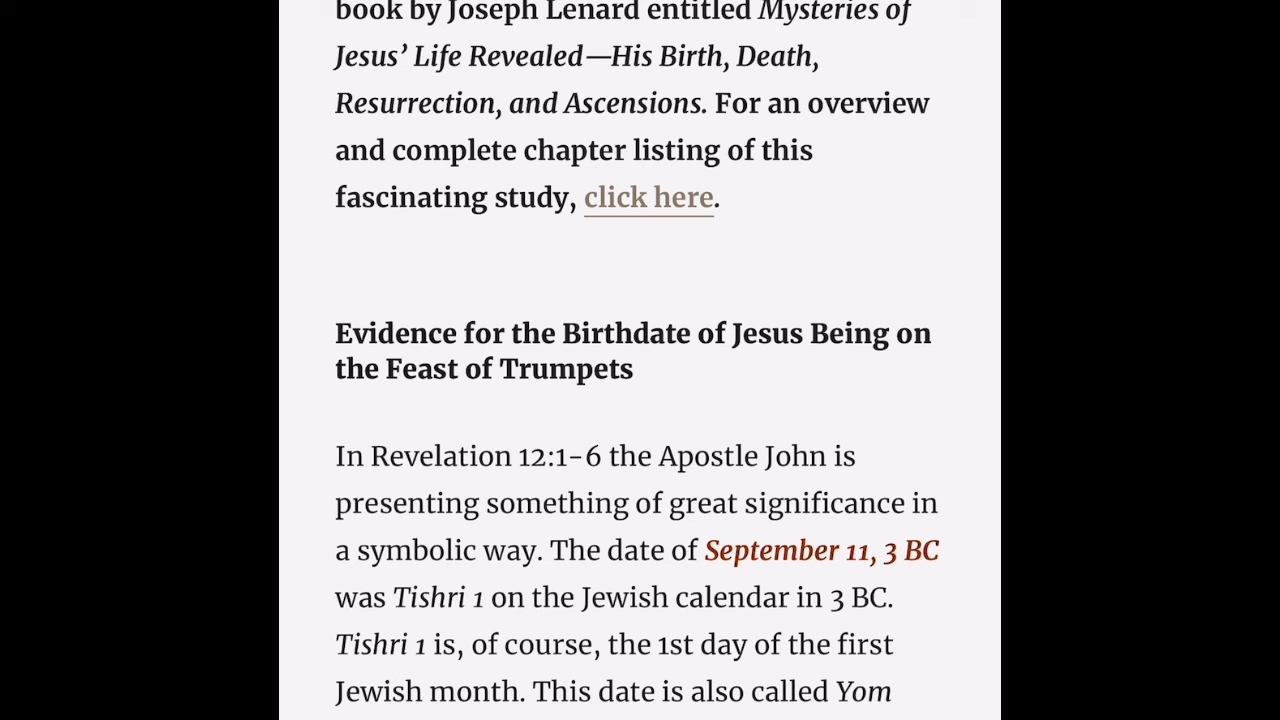 book by Joseph Lenard entitled Mysteries of
Jesus’ Life Revealed—His Birth, Death,
Resurrection, and Ascensions. For an overview
and complete chapter listing of this
fascinating study, click here.
Evidence for the Birthdate of Jesus Being on
the Feast of Trumpets
In Revelation 12:1-6 the Apostle John is
presenting something of great significance in
a symbolic way. The date of September 11, 3 BC
was Tishri 1 on the Jewish calendar in 3 BC.
Tishri 1 is, of course, the 1st day of the first
Jewish month. This date is also called Yom